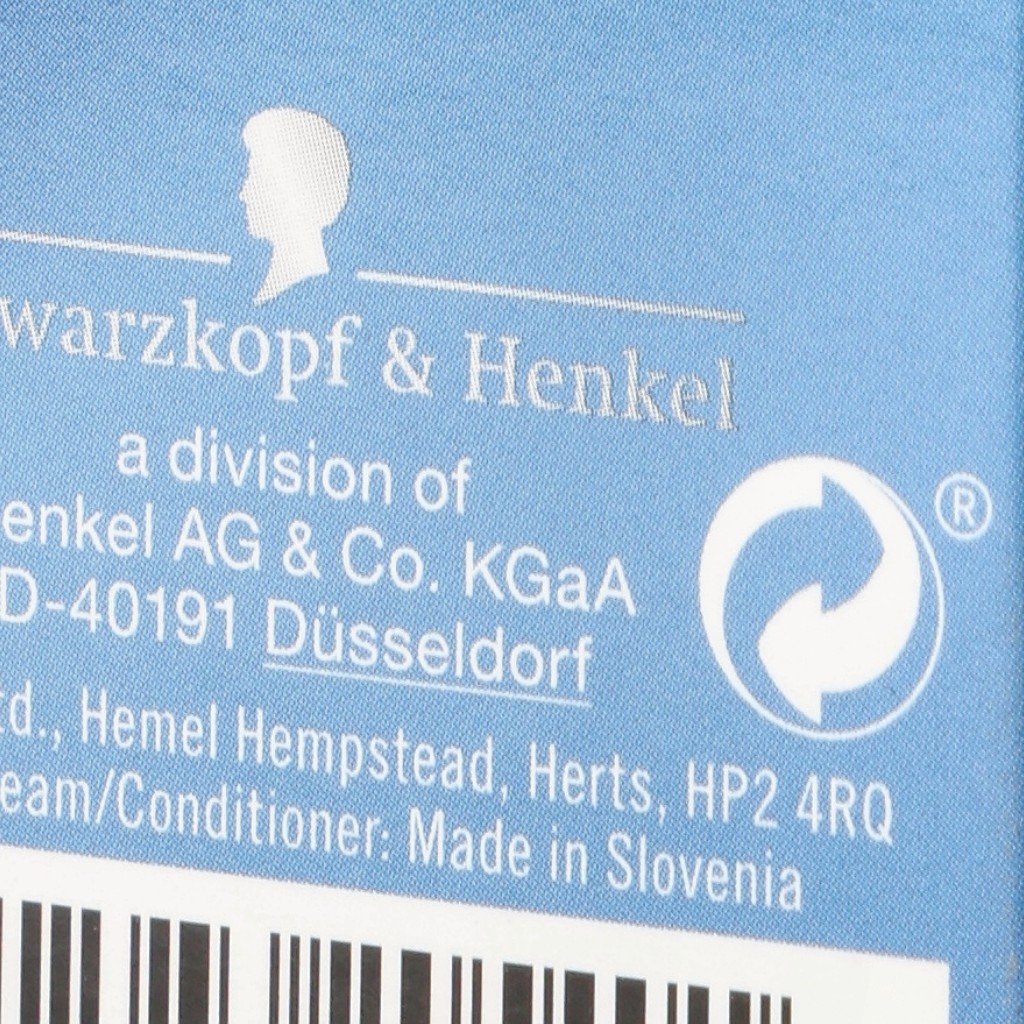 warzkopf & Henkel
a division of
enkel AG & Co. KGaA
®
D-40191 Düsseldorf
td., Hemel Hempstead, Herts, HP2 4RQ
eam/Conditioner: Made in Slovenia